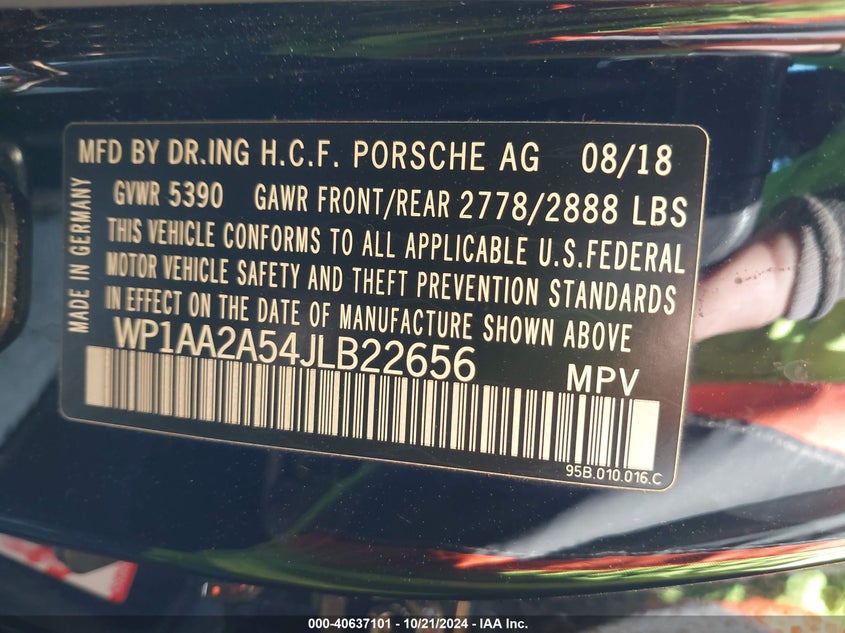 MFD BY DR.ING H.C.F. PORSCHE AG 08/18
GVWR 5390 GAWR FRONT/REAR 2778/2888 LBS
THIS VEHICLE CONFORMS TO ALL APPLICABLE U.S.FEDERAL
MOTOR VEHICLE SAFETY AND THEFT PREVENTION STANDARDS
IN EFFECT ON THE DATE OF MANUFACTURE SHOWN ABOVE
WP1AA2A54JLB22656 MPV
95B.010.016.C
MADE IN GERMANY
000-40637101 - 10/21/2024 - IAA Inc.